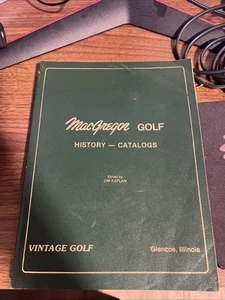 MacGregor GOLF
HISTORY — CATALOGS
Edited by
JIM KAPLAN
VINTAGE GOLF Glencoe, Illinois